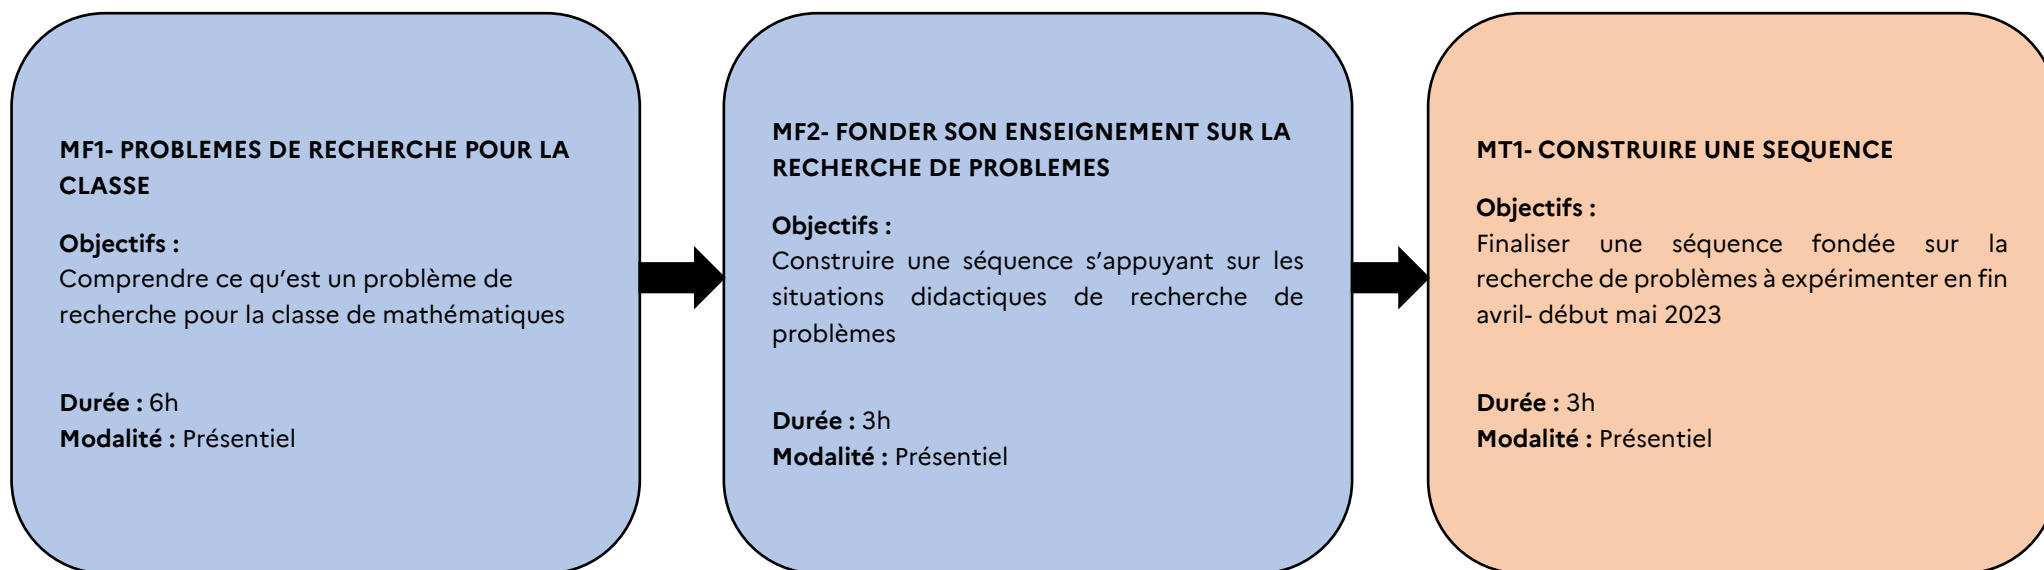 MF1- PROBLEMES DE RECHERCHE POUR LA
CLASSE
Objectifs :
Comprendre ce qu’est un problème de
recherche pour la classe de mathématiques
Durée : 6h
Modalité : Présentiel
MF2- FONDER SON ENSEIGNEMENT SUR LA
RECHERCHE DE PROBLEMES
Objectifs :
Construire une séquence s’appuyant sur les
situations didactiques de recherche de
problèmes
Durée : 3h
Modalité : Présentiel
MT1- CONSTRUIRE UNE SEQUENCE
Objectifs :
Finaliser une séquence fondée sur la
recherche de problèmes à expérimenter en fin
avril- début mai 2023
Durée : 3h
Modalité : Présentiel